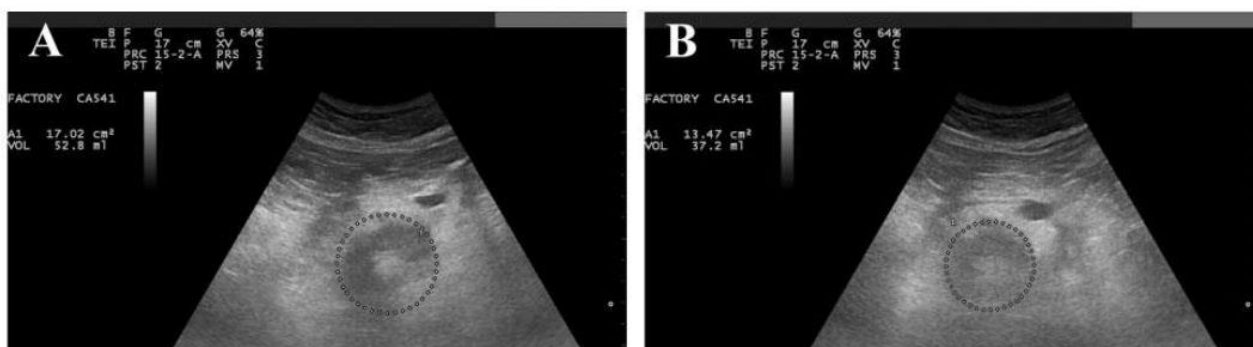 A
B F G G 64%
TEI P 17 cm XV C
PRC 15-2-A PRS 3
PST 2 MV 1
FACTORY CA541
A1 17.02 cm²
VOL 52.8 ml
B
B F G G 64%
TEI P 17 cm XV C
PRC 15-2-A PRS 3
PST 2 MV 1
FACTORY CA541
A1 13.47 cm²
VOL 37.2 ml
1